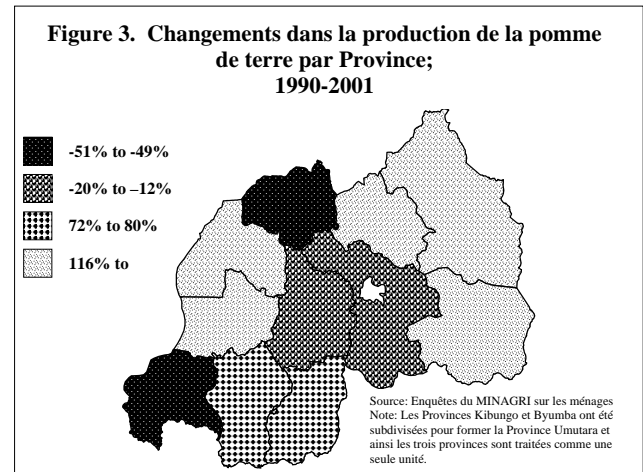 Figure 3.  Changements dans la production de la pomme
de terre par Province;
1990-2001
-51% to -49%
-20% to –12%
72% to 80%
116% to
Source: Enquêtes du MINAGRI sur les ménages
Note: Les Provinces Kibungo et Byumba ont été
subdivisées pour former la Province Umutara et
ainsi les trois provinces sont traitées comme une
seule unité.